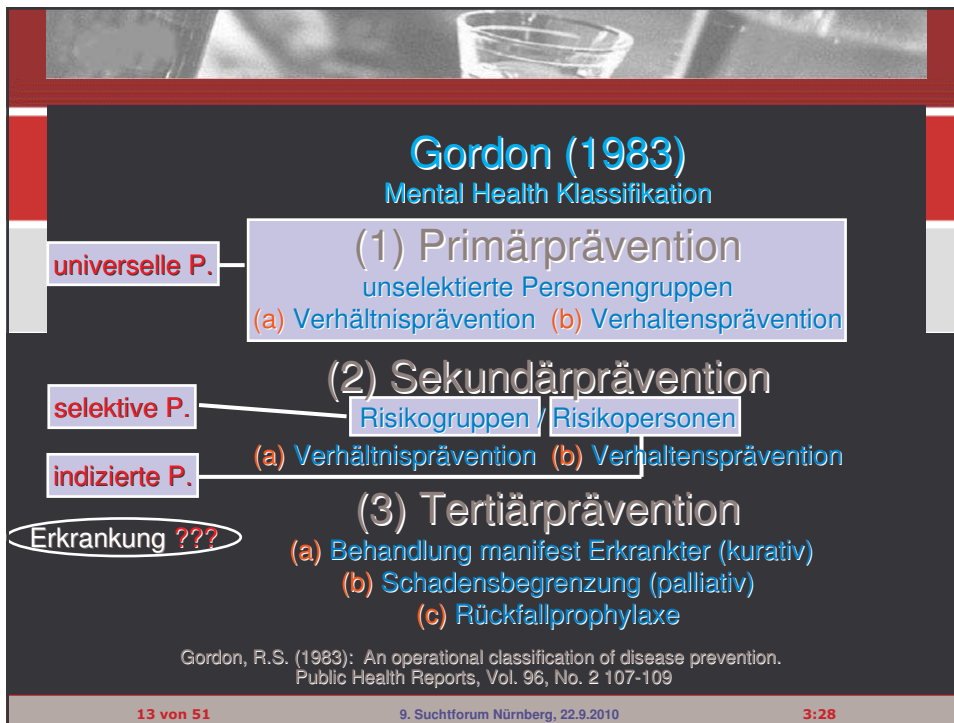 Gordon (1983)
Mental Health Klassifikation
universelle P.
(1) Primärprävention
unselektierte Personengruppen
(a) Verhältnisprävention (b) Verhaltensprävention
(2) Sekundärprävention
selektive P.
Risikogruppen / Risikopersonen
(a) Verhältnisprävention (b) Verhaltensprävention
indizierte P.
(3) Tertiärprävention
Erkrankung ???
(a) Behandlung manifest Erkrankter (kurativ)
(b) Schadensbegrenzung (palliativ)
(c) Rückfallprophylaxe
Gordon, R.S. (1983): An operational classification of disease prevention.
Public Health Reports, Vol. 96, No. 2 107-109
13 von 51 9. Suchtforum Nürnberg, 22.9.2010 3:28